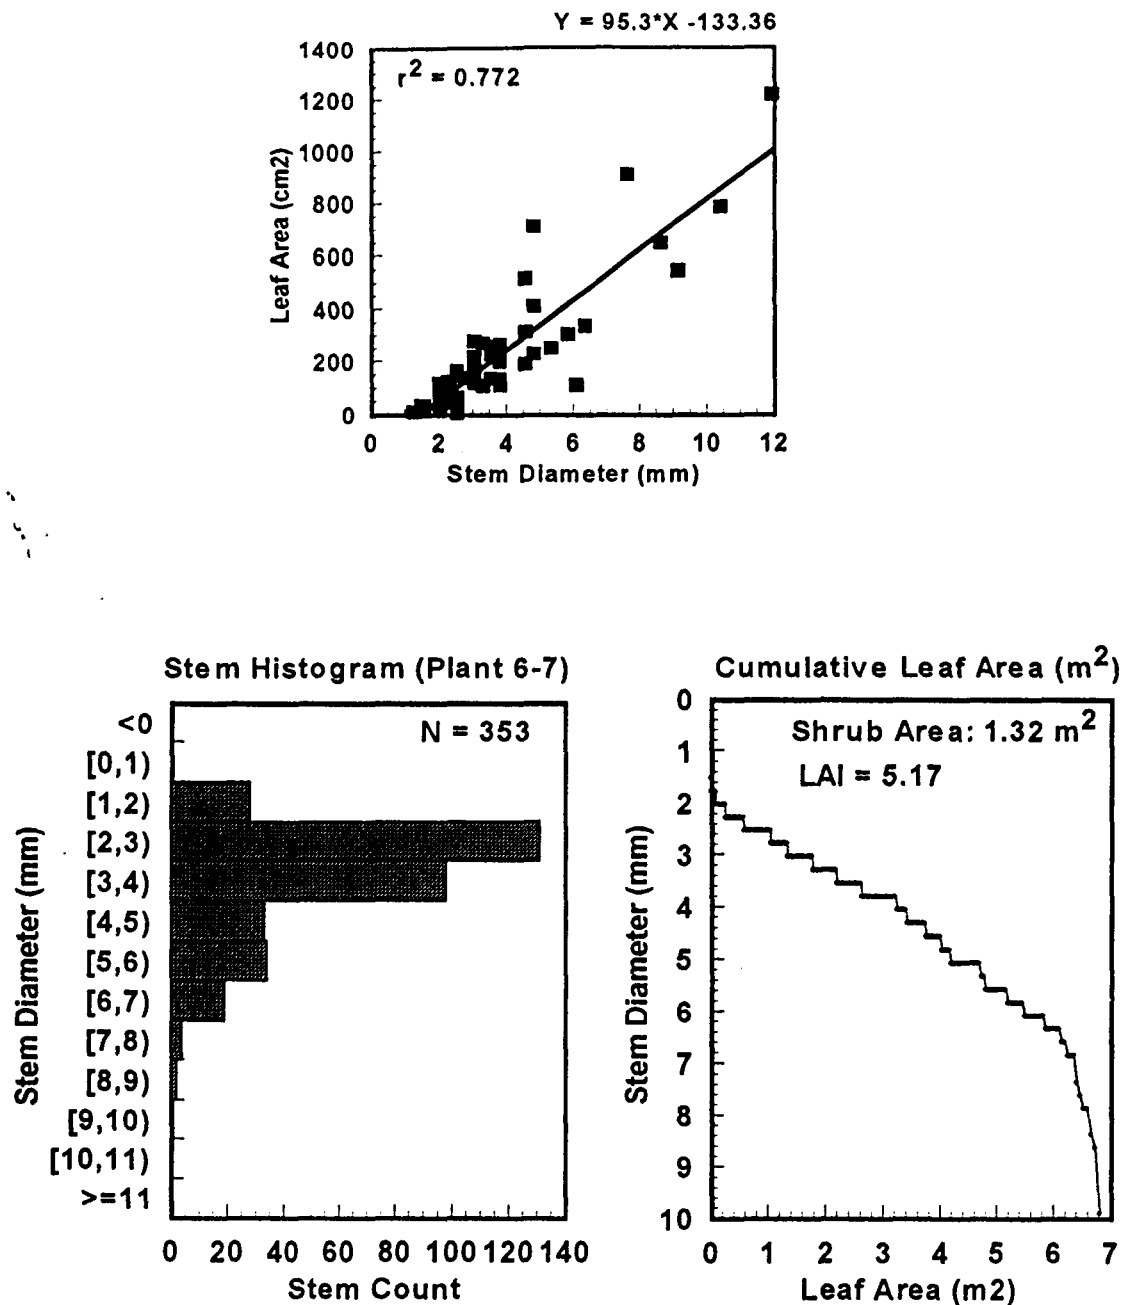 Y = 95.3*X -133.36
1400
r2 = 0.772
1200
1000
800
600
400
200
0
Leaf Area (cm2)
0 2 4 6 8 10 12
Stem Diameter (mm)
Stem Histogram (Plant 6-7)
N = 353
<0
[0,1)
[1,2)
[2,3)
[3,4)
[4,5)
[5,6)
[6,7)
[7,8)
[8,9)
[9,10)
[10,11)
>=11
Stem Diameter (mm)
0 20 40 60 80 100 120 140
Stem Count
Cumulative Leaf Area (m2)
Shrub Area: 1.32 m2
LAI = 5.17
0
1
2
3
4
5
6
7
8
9
10
Stem Diameter (mm)
0 1 2 3 4 5 6 7
Leaf Area (m2)